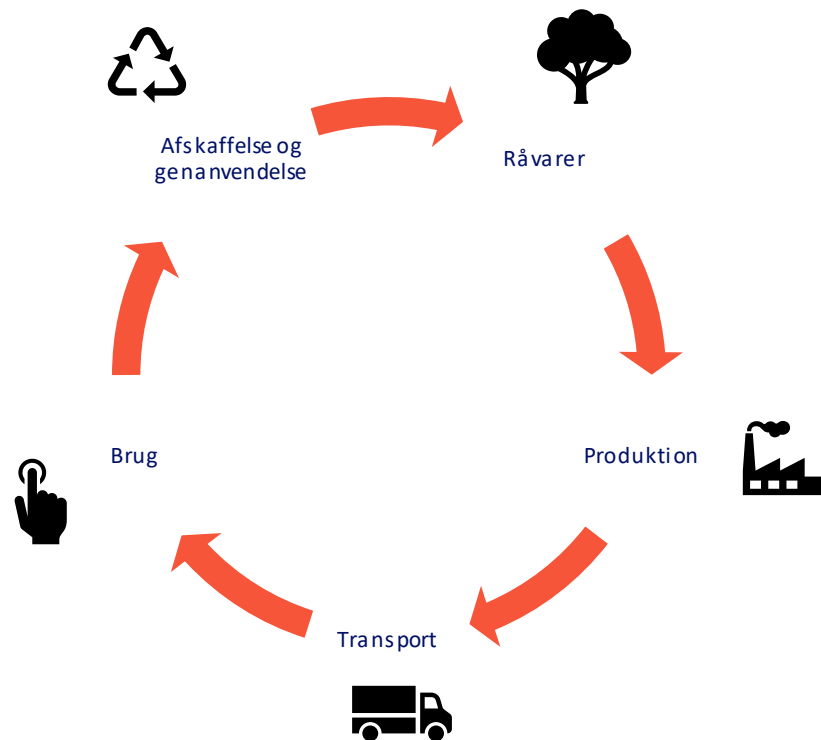 Afskaffelse og
genanvendelse
Råvarer
Produktion
Transport
Brug